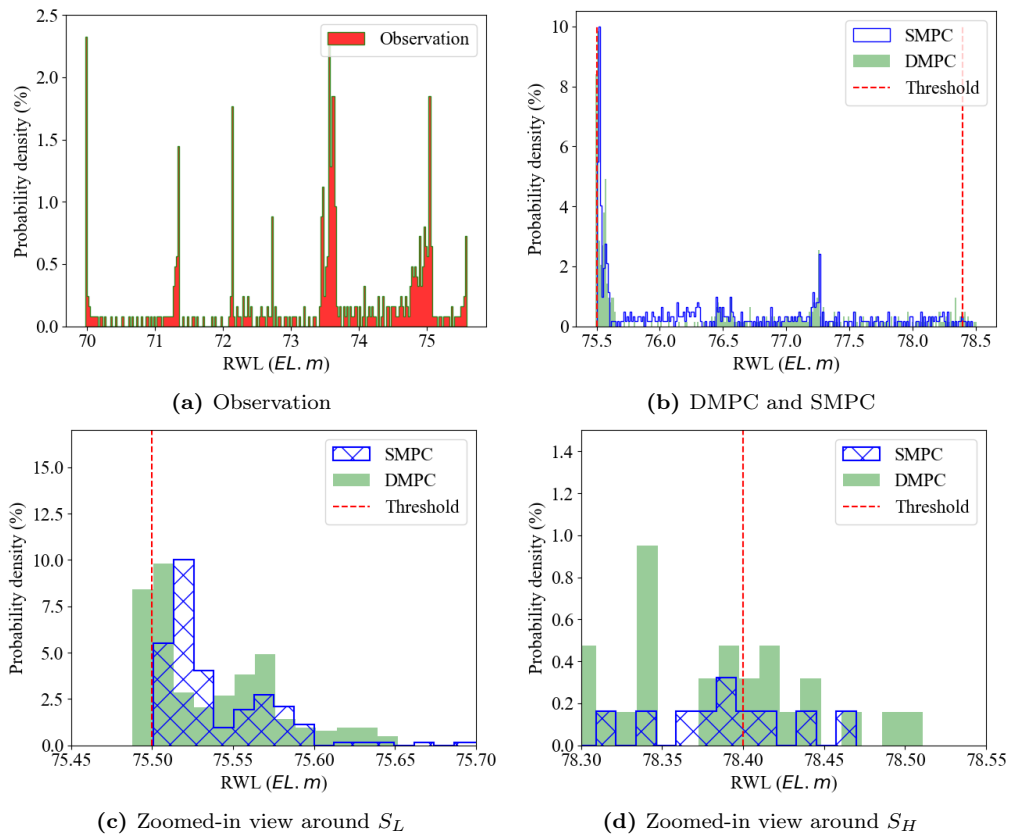 2.5
2.0
1.5
1.0
0.5
0.0
Probability density (%)
Observation
70 71 72 73 74 75
RWL (EL. m)
(a) Observation
10
8
6
4
2
0
Probability density (%)
SMPC
DMPC
Threshold
75.5 76.0 76.5 77.0 77.5 78.0 78.5
RWL (EL. m)
(b) DMPC and SMPC
15.0
12.5
10.0
7.5
5.0
2.5
0.0
Probability density (%)
SMPC
DMPC
Threshold
75.45 75.50 75.55 75.60 75.65 75.70
RWL (EL. m)
(c) Zoomed-in view around S_L
1.4
1.2
1.0
0.8
0.6
0.4
0.2
0.0
Probability density (%)
SMPC
DMPC
Threshold
78.30 78.35 78.40 78.45 78.50 78.55
RWL (EL. m)
(d) Zoomed-in view around S_H